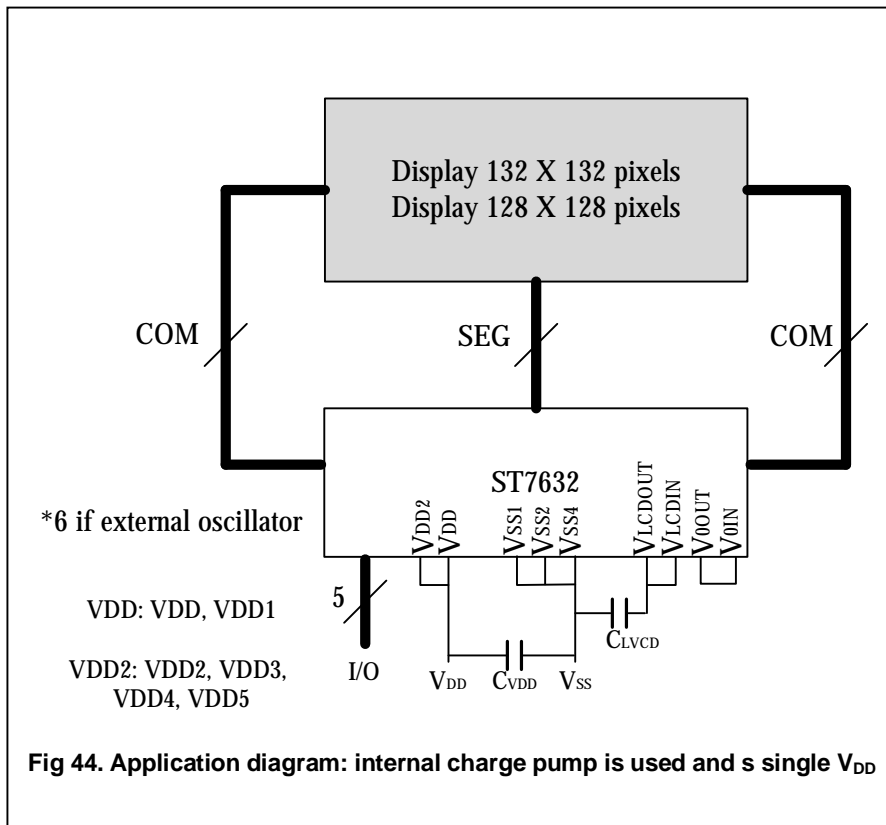 Display 132 X 132 pixels
Display 128 X 128 pixels
COM
SEG
COM
ST7632
*6 if external oscillator
VDD2
VDD
VSS1
VSS2
VSS4
VLCDOUT
VLCDIN
V0OUT
V0IN
5
VDD: VDD, VDD1
CLVCD
VDD2: VDD2, VDD3,
VDD4, VDD5
I/O
VDD
CVDD
VSS
Fig 44. Application diagram: internal charge pump is used and s single VDD